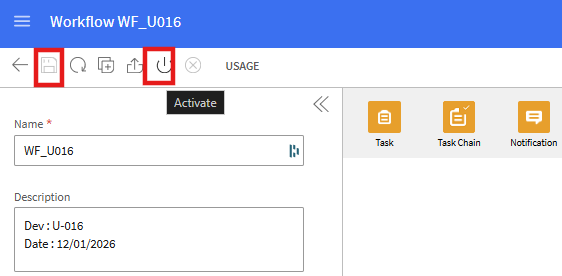 Workflow WF_U016
USAGE
Activate
Name *
WF_U016
Description
Dev : U-016
Date : 12/01/2026
Task
Task Chain
Notification